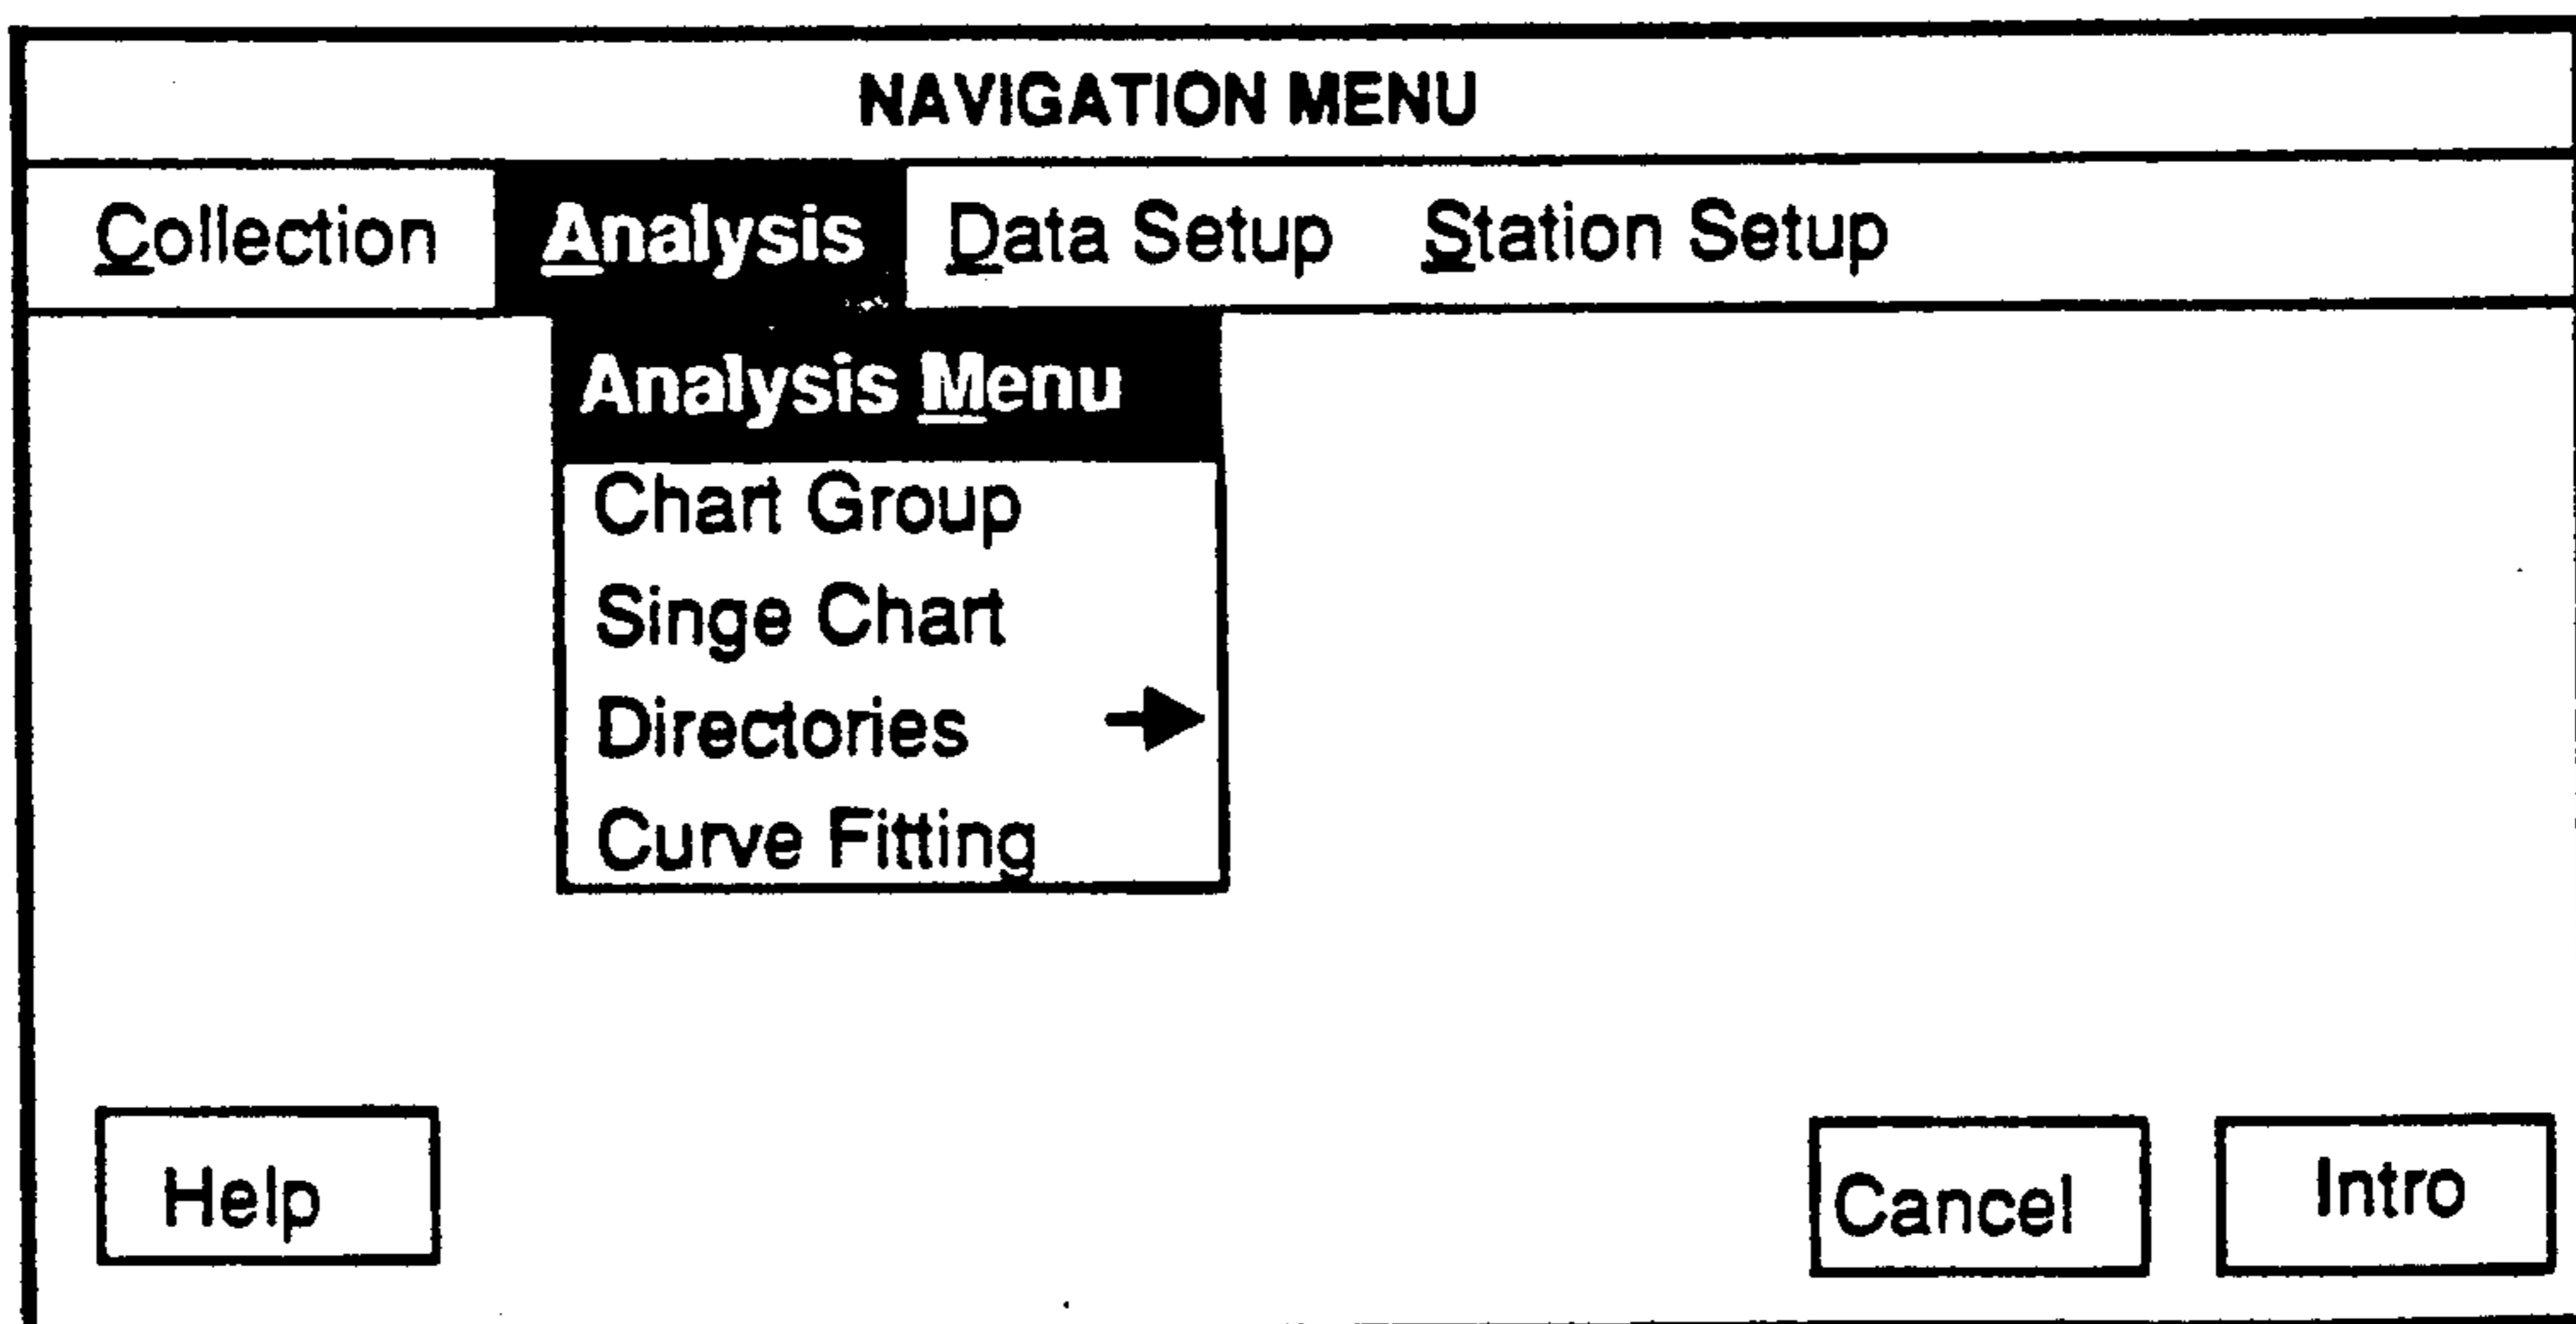 NAVIGATION MENU
Collection Analysis Data Setup Station Setup
Analysis Menu
Chart Group
Singe Chart
Directories
Curve Fitting
Help Cancel Intro